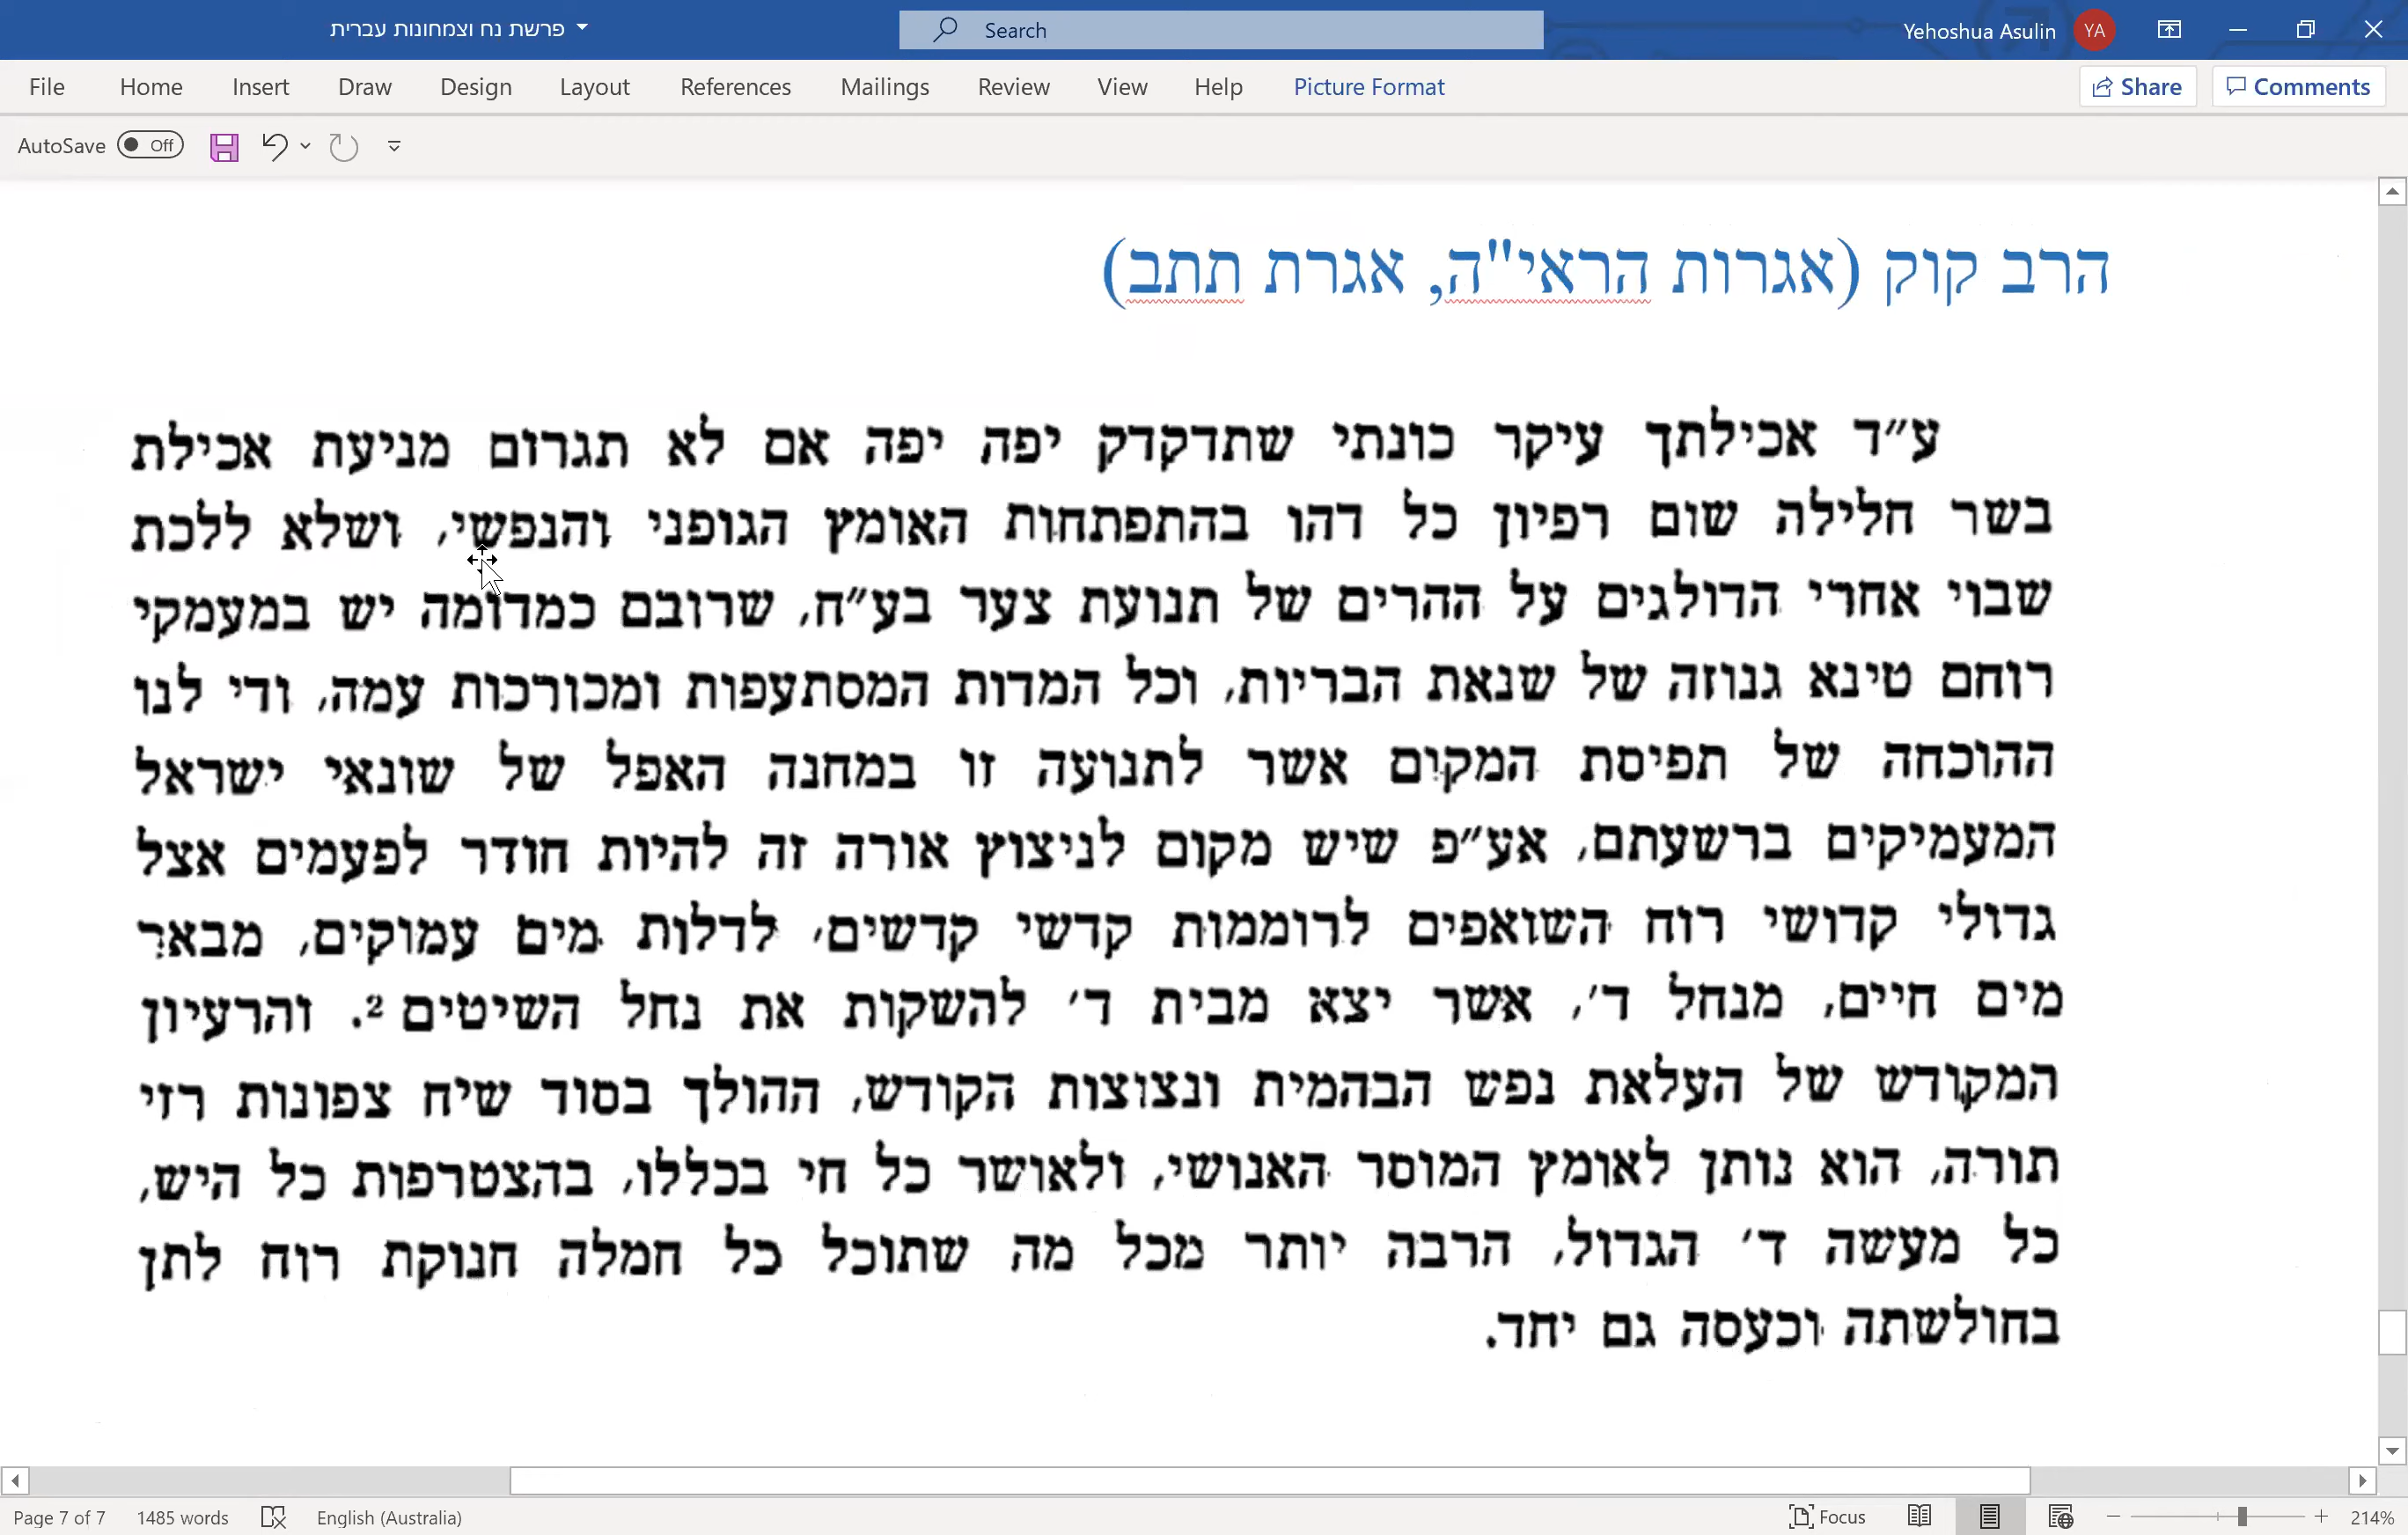 פרשת נח וצמחונות עברית
Search
Yehoshua Asulin YA
File Home Insert Draw Design Layout References Mailings Review View Help Picture Format Share Comments
AutoSave Off
הרב קוק (אגרות הראי"ה, אגרת תתב)
ע״ד אכילתך עיקר כונתי שתדקדק יפה יפה אם לא תגרום מניעת אכילת
בשר חלילה שום רפיון כל דהו בהתפתחות האומץ הגופני והנפשי, ושלא ללכת
שבוי אחרי הדולגים על ההרים של תנועת צער בע״ח, שרובם כמדומה יש במעמקי
רוחם טינא גנוזה של שנאת הבריות, וכל המדות המסתעפות ומכורכות עמה, ודי לנו
ההוכחה של תפיסת המקום אשר לתנועה זו במחנה האפל של שונאי ישראל
המעמיקים ברשעתם, אע״פ שיש מקום לניצוץ אורה זה להיות חודר לפעמים אצל
גדולי קדושי רוח השואפים לרוממות קדשי קדשים, לדלות מים עמוקים, מבאר
מים חיים, מנחל ד׳, אשר יצא מבית ד׳ להשקות את נחל השיטים 2. והרעיון
המקודש של העלאת נפש הבהמית ונצוצות הקודש, ההולך בסוד שיח צפונות רזי
תורה, הוא נותן לאומץ המוסר האנושי, ולאושר כל חי בכללו, בהצטרפות כל היש,
כל מעשה ד׳ הגדול, הרבה יותר מכל מה שתוכל כל חמלה חנוקת רוח לתן
בחולשתה וכעסה גם יחד.
Page 7 of 7 1485 words English (Australia) Focus 214%